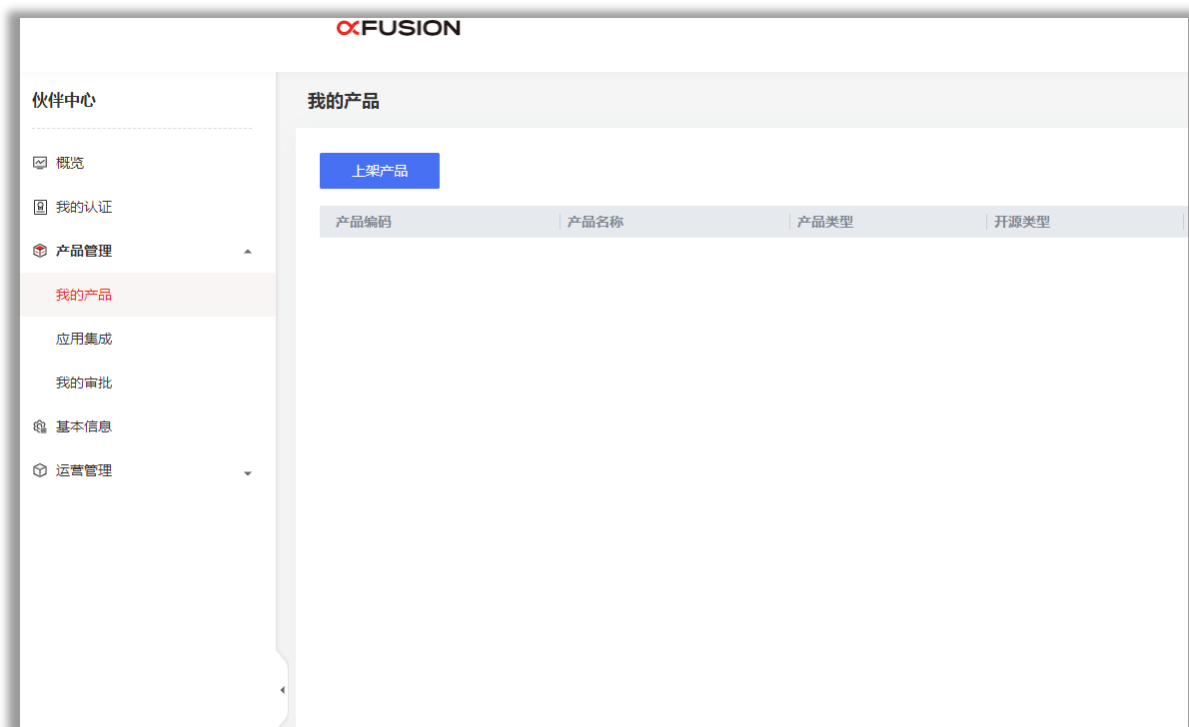 xFUSION
伙伴中心
我的产品
概览
上架产品
我的认证
产品编码 产品名称 产品类型 开源类型
产品管理
我的产品
应用集成
我的审批
基本信息
运营管理